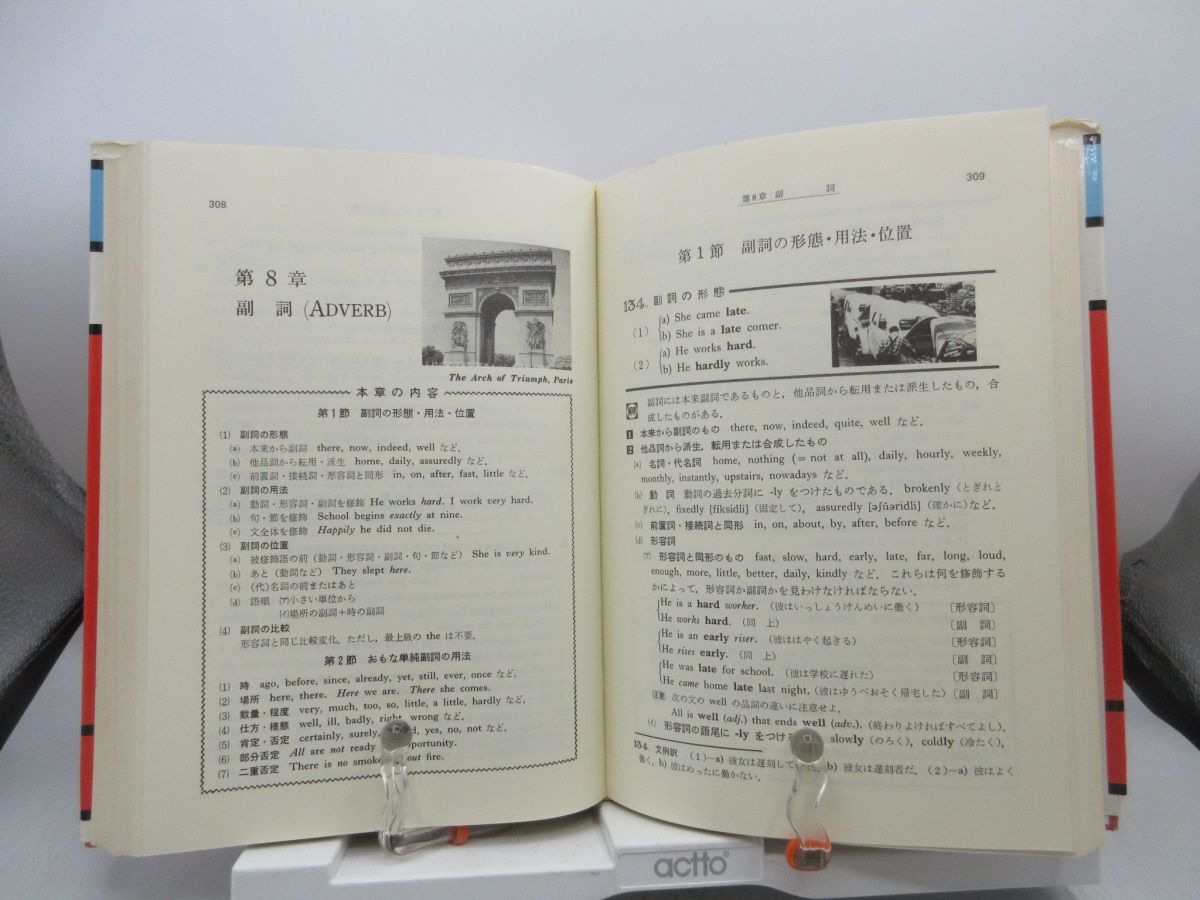 308
第 8 章
副　詞 (ADVERB)
The Arch of Triumph, Paris
本章の内容
第1節　副詞の形態・用法・位置
(1) 副詞の形態
(a) 本来から副詞 there, now, indeed, well など.
(b) 他品詞から転用・派生 home, daily, assuredly など.
(c) 前置詞・接続詞・形容詞と同形 in, on, after, fast, little など.
(2) 副詞の用法
(a) 動詞・形容詞・副詞を修飾 He works hard. I work very hard.
(b) 句・節を修飾 School begins exactly at nine.
(c) 文全体を修飾 Happily he did not die.
(3) 副詞の位置
(a) 被修飾語の前 (動詞・形容詞・副詞・句・節など) She is very kind.
(b) あと (動詞など) They slept here.
(c) (代)名詞の前またはあと
(d) 語順 (ア)小さい単位から
(イ)場所の副詞+時の副詞
(4) 副詞の比較
形容詞と同じ比較変化. ただし, 最上級の the は不要.
第2節　おもな単純副詞の用法
(1) 時 ago, before, since, already, yet, still, ever, once など.
(2) 場所 here, there. Here we are. There she comes.
(3) 数量・程度 very, much, too, so, little, a little, hardly など.
(4) 仕方・様態 well, ill, badly, right, wrong など.
(5) 肯定・否定 certainly, surely, yes, no, not など.
(6) 部分否定 All are not ready opportunity.
(7) 二重否定 There is no smoke out fire.
第8章 副　詞
309
第1節　副詞の形態・用法・位置
134. 副詞の形態
(1) (a) She came late.
(b) She is a late comer.
(2) (a) He works hard.
(b) He hardly works.
副詞には本来副詞であるものと, 他品詞から転用または派生したもの, 合
成したものがある.
1 本来から副詞のもの there, now, indeed, quite, well など.
2 他品詞から派生, 転用または合成したもの
(a) 名詞・代名詞 home, nothing (= not at all), daily, hourly, weekly,
monthly, instantly, upstairs, nowadays など.
(b) 動 詞 動詞の過去分詞に -ly をつけたものである. brokenly (とぎれと
ぎれに), fixedly [fíksidli] (固定して), assuredly [əʃúəridli] (確かに)など.
(c) 前置詞・接続詞と同形 in, on, about, by, after, before など.
(d) 形容詞
(ア) 形容詞と同形のもの fast, slow, hard, early, late, far, long, loud,
enough, more, little, better, daily, kindly など. これらは何を修飾する
かによって, 形容詞か副詞かを見わけなければならない.
He is a hard worker. (彼はいっしょうけんめいに働く) [形容詞]
He works hard. (同 上) [副　詞]
He is an early riser. (彼ははやく起きる) [形容詞]
He rises early. (同 上) [副　詞]
He was late for school. (彼は学校に遅れた) [形容詞]
He came home late last night. (彼はゆうべおそく帰宅した) [副　詞]
次の文の well の品詞の違いに注意せよ.
All is well (adj.) that ends well (adv.). (終わりよければすべてよし).
(イ) 形容詞の語尾に -ly をつける slowly (のろく), coldly (冷たく),
134. 文例訳 (1)—a) 彼女は遅刻して b) 彼女は遅刻者だ. (2)—a) 彼はよく
働く. b) 彼はめったに働かない.
actto